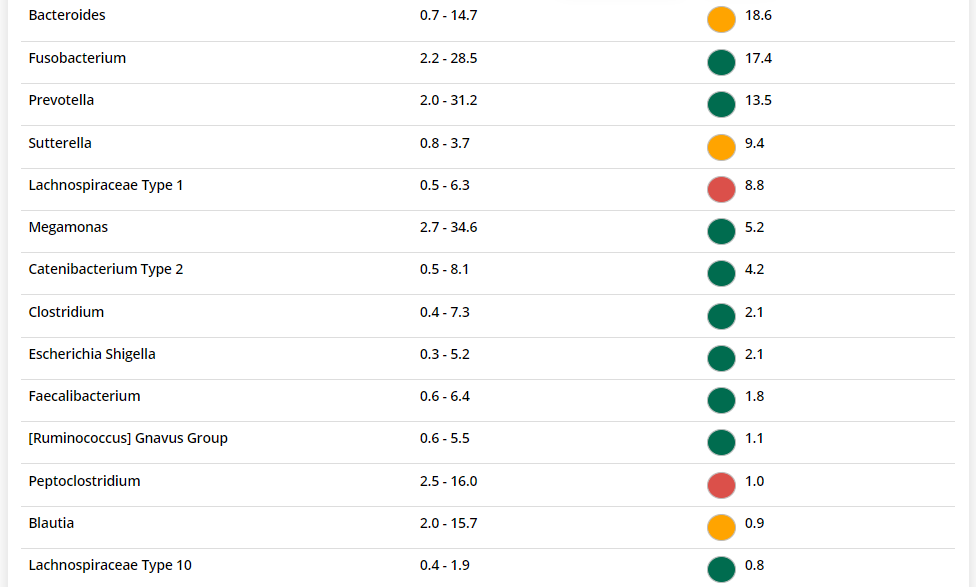 Bacteroides 0.7 - 14.7 18.6
Fusobacterium 2.2 - 28.5 17.4
Prevotella 2.0 - 31.2 13.5
Sutterella 0.8 - 3.7 9.4
Lachnospiraceae Type 1 0.5 - 6.3 8.8
Megamonas 2.7 - 34.6 5.2
Catenibacterium Type 2 0.5 - 8.1 4.2
Clostridium 0.4 - 7.3 2.1
Escherichia Shigella 0.3 - 5.2 2.1
Faecalibacterium 0.6 - 6.4 1.8
[Ruminococcus] Gnavus Group 0.6 - 5.5 1.1
Peptoclostridium 2.5 - 16.0 1.0
Blautia 2.0 - 15.7 0.9
Lachnospiraceae Type 10 0.4 - 1.9 0.8